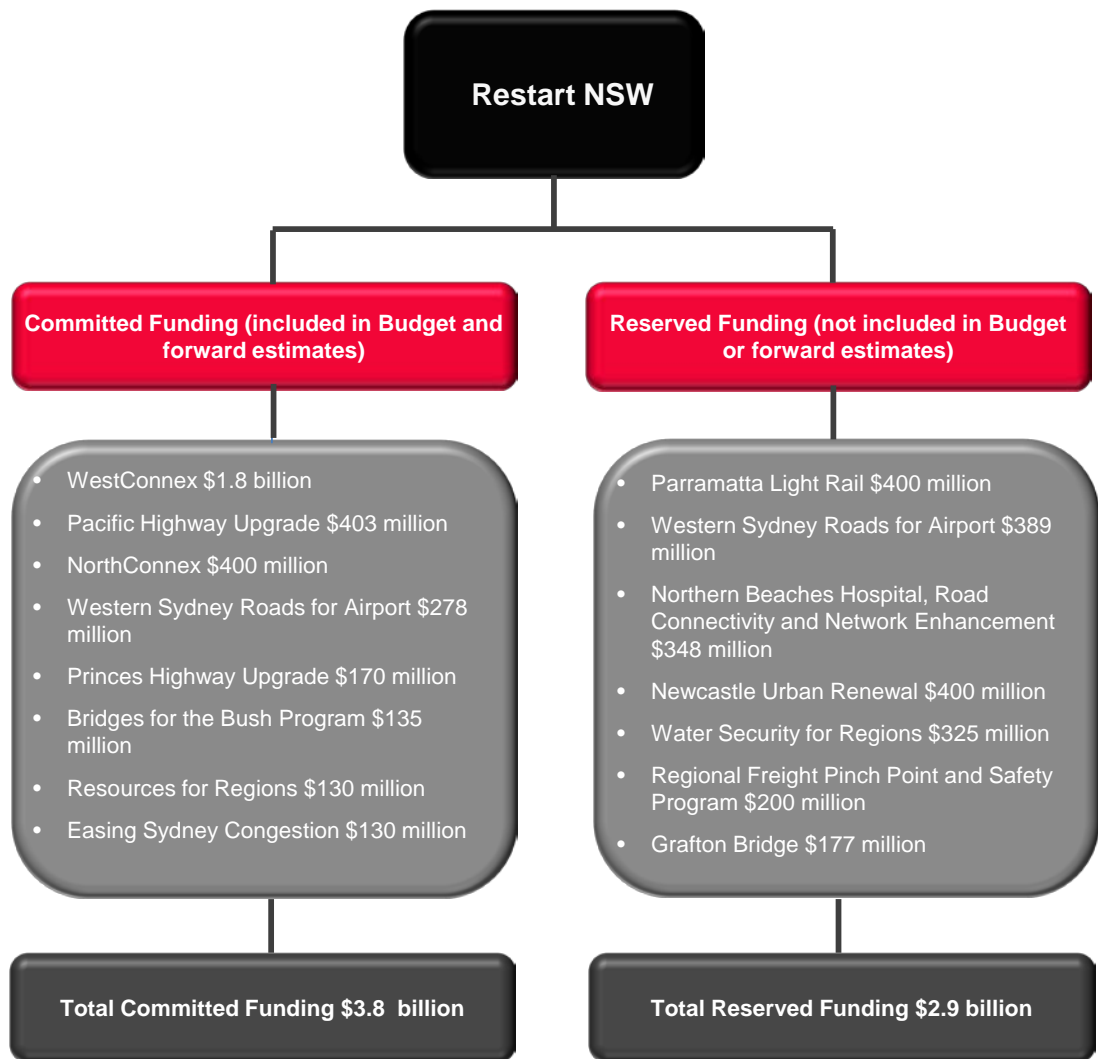 Restart NSW
Committed Funding (included in Budget and
forward estimates)
• WestConnex $1.8 billion
• Pacific Highway Upgrade $403 million
• NorthConnex $400 million
• Western Sydney Roads for Airport $278
million
• Princes Highway Upgrade $170 million
• Bridges for the Bush Program $135
million
• Resources for Regions $130 million
• Easing Sydney Congestion $130 million
Total Committed Funding $3.8 billion
Reserved Funding (not included in Budget
or forward estimates)
• Parramatta Light Rail $400 million
• Western Sydney Roads for Airport $389
million
• Northern Beaches Hospital, Road
Connectivity and Network Enhancement
$348 million
• Newcastle Urban Renewal $400 million
• Water Security for Regions $325 million
• Regional Freight Pinch Point and Safety
Program $200 million
• Grafton Bridge $177 million
Total Reserved Funding $2.9 billion